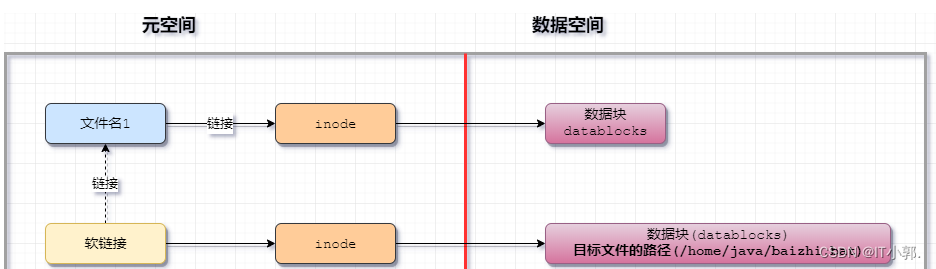 元空间
数据空间
文件名1
链接
inode
数据块
datablocks
链接
软链接
inode
数据块(datablocks)
目标文件的路径(/home/java/baizhi.txt)
CSDN @IT小郭.